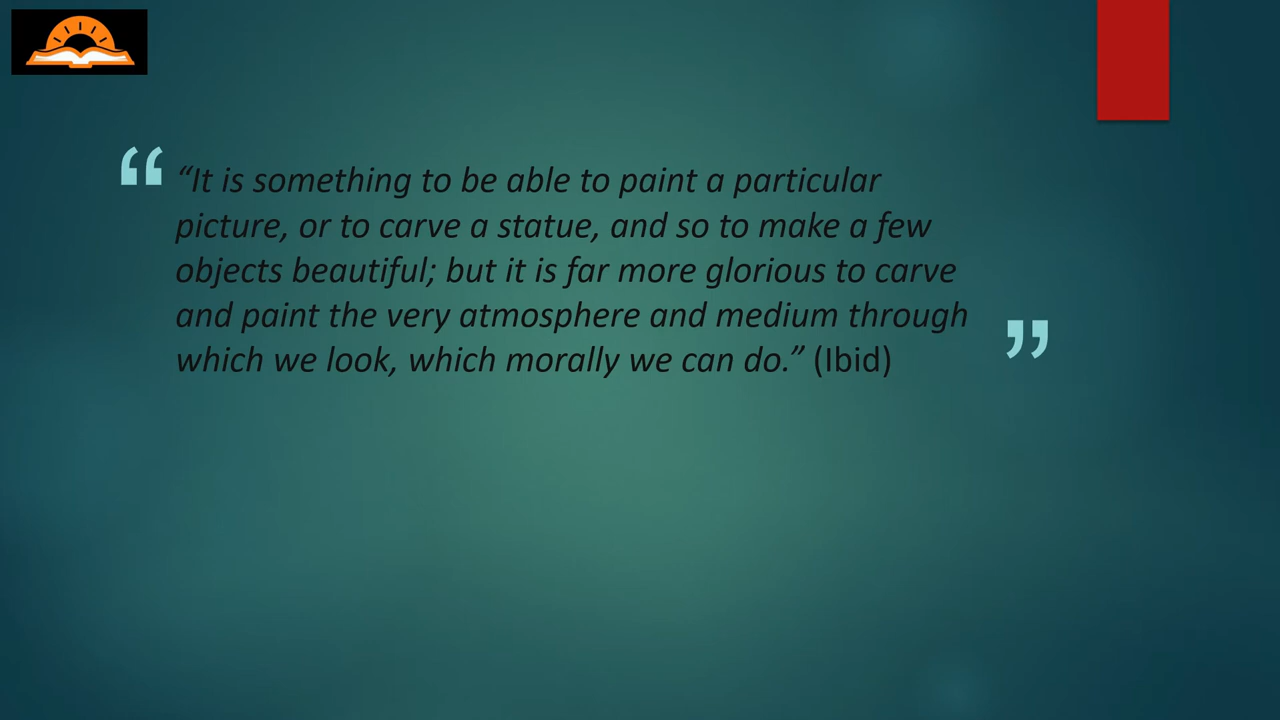 “It is something to be able to paint a particular
picture, or to carve a statue, and so to make a few
objects beautiful; but it is far more glorious to carve
and paint the very atmosphere and medium through
which we look, which morally we can do.” (Ibid)